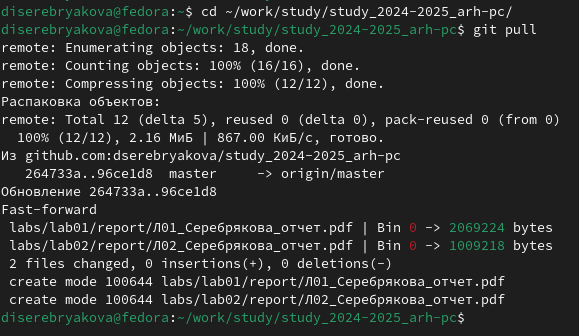 diserebryakova@fedora:~$ cd ~/work/study/study_2024-2025_arh-pc/
diserebryakova@fedora:~/work/study/study_2024-2025_arh-pc$ git pull
remote: Enumerating objects: 18, done.
remote: Counting objects: 100% (16/16), done.
remote: Compressing objects: 100% (12/12), done.
Распаковка объектов:
remote: Total 12 (delta 5), reused 0 (delta 0), pack-reused 0 (from 0)
  100% (12/12), 2.16 МиБ | 867.00 КиБ/с, готово.
Из github.com:dserebryakova/study_2024-2025_arh-pc
   264733a..96ce1d8  master     -> origin/master
Обновление 264733a..96ce1d8
Fast-forward
 labs/lab01/report/Л01_Серебрякова_отчет.pdf | Bin 0 -> 2069224 bytes
 labs/lab02/report/Л02_Серебрякова_отчет.pdf | Bin 0 -> 1009218 bytes
 2 files changed, 0 insertions(+), 0 deletions(-)
 create mode 100644 labs/lab01/report/Л01_Серебрякова_отчет.pdf
 create mode 100644 labs/lab02/report/Л02_Серебрякова_отчет.pdf
diserebryakova@fedora:~/work/study/study_2024-2025_arh-pc$